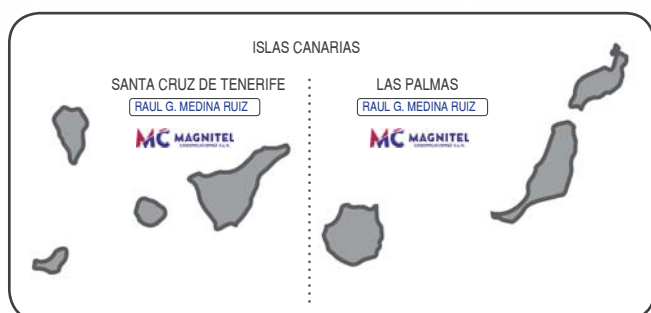 ISLAS CANARIAS
SANTA CRUZ DE TENERIFE
RAUL G. MEDINA RUIZ
MC MAGNITEL
LAS PALMAS
RAUL G. MEDINA RUIZ
MC MAGNITEL